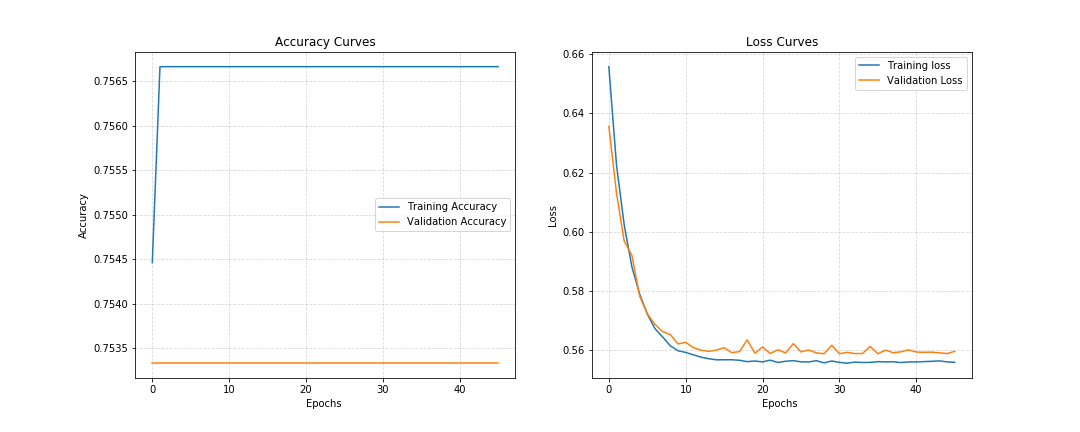 Accuracy Curves
0.7565
0.7560
0.7555
0.7550
0.7545
0.7540
0.7535
Accuracy
Training Accuracy
Validation Accuracy
0
10
20
30
40
Epochs
Loss Curves
0.66
0.64
0.62
0.60
0.58
0.56
Loss
Training loss
Validation Loss
0
10
20
30
40
Epochs